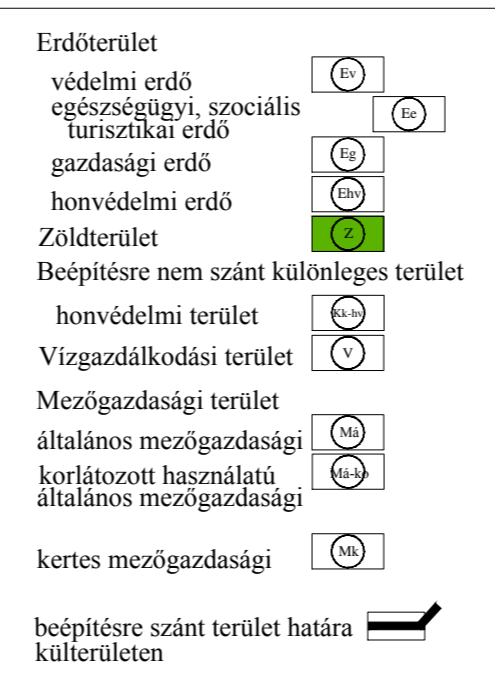 Erdőterület
védelmi erdő Ev
egészségügyi, szociális
turisztikai erdő Ee
gazdasági erdő Eg
honvédelmi erdő Ehv
Zöldterület Z
Beépítésre nem szánt különleges terület
honvédelmi terület Kk-hv
Vízgazdálkodási terület V
Mezőgazdasági terület
általános mezőgazdasági Má
korlátozott használatú Má-ko
általános mezőgazdasági
kertes mezőgazdasági Mk
beépítésre szánt terület határa
külterületen